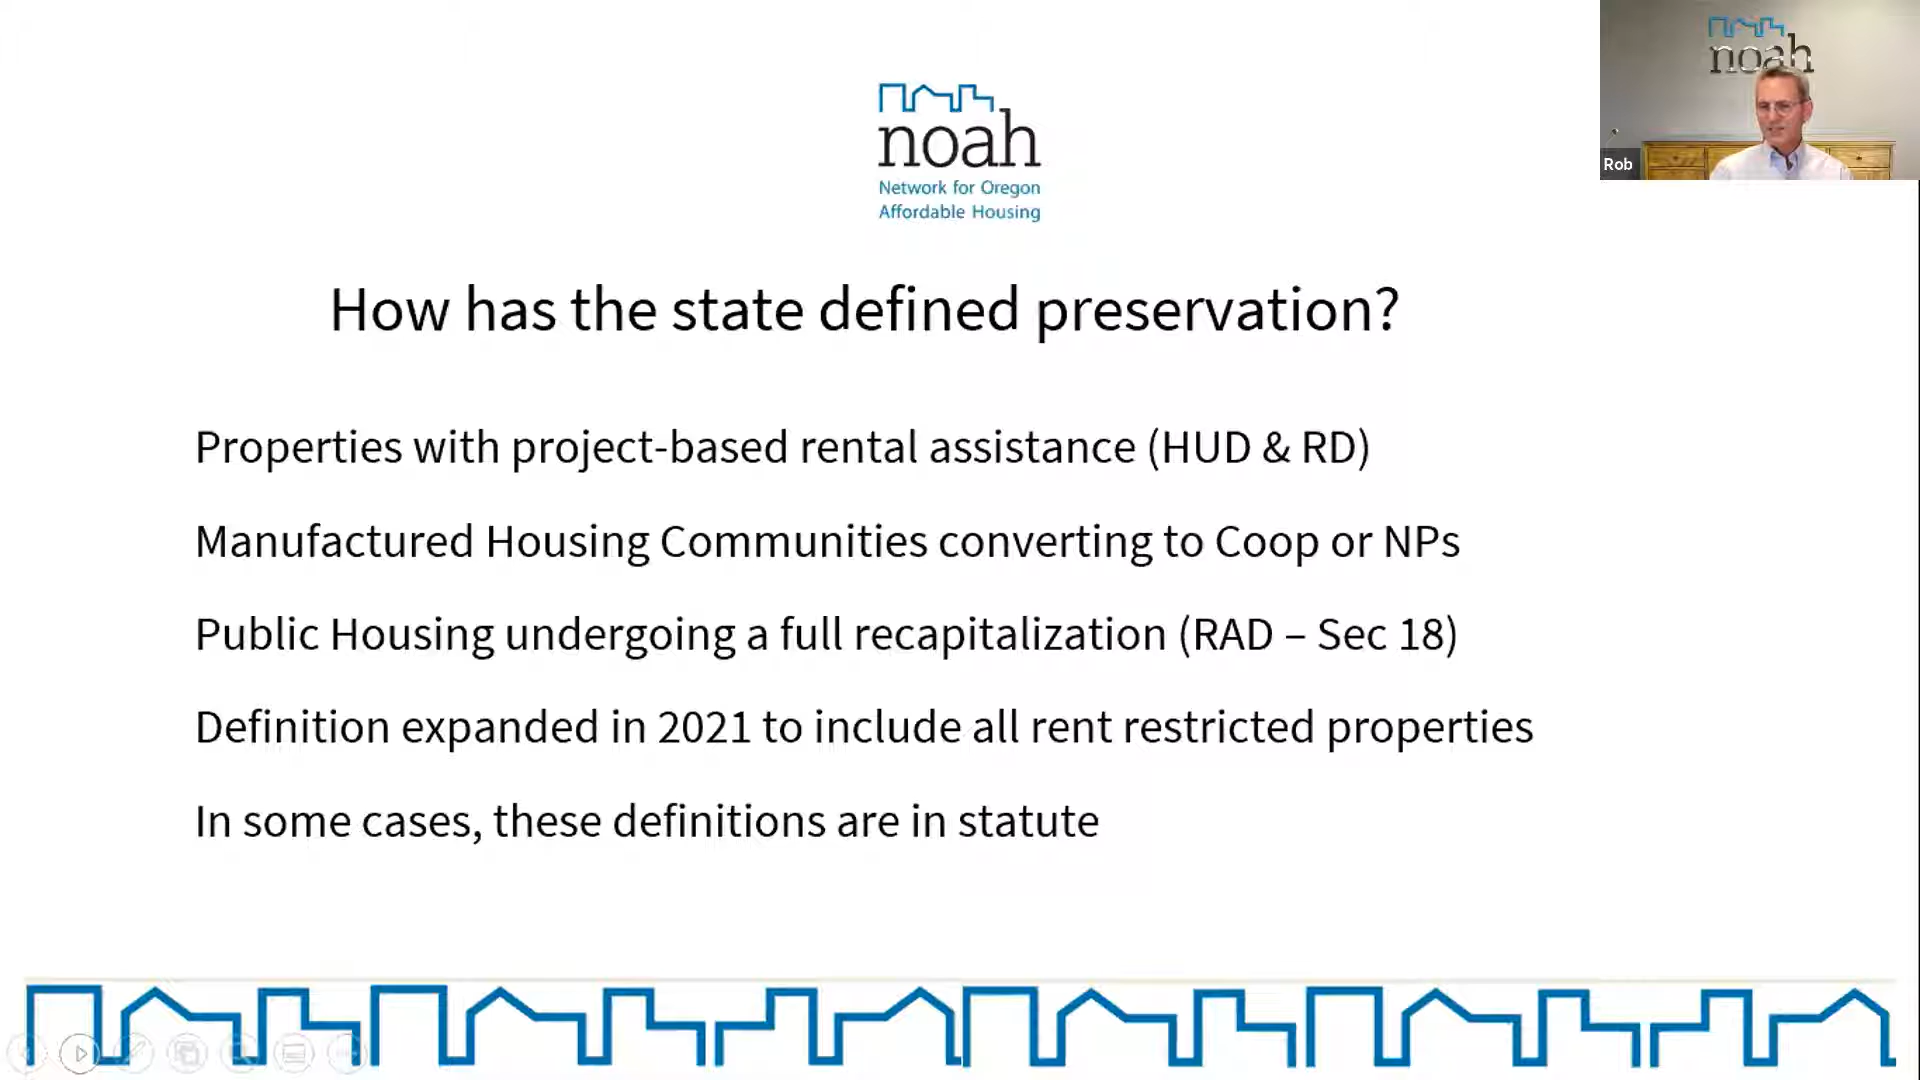 noah
Network for Oregon
Affordable Housing
noah
Rob
How has the state defined preservation?
Properties with project-based rental assistance (HUD & RD)
Manufactured Housing Communities converting to Coop or NPs
Public Housing undergoing a full recapitalization (RAD – Sec 18)
Definition expanded in 2021 to include all rent restricted properties
In some cases, these definitions are in statute